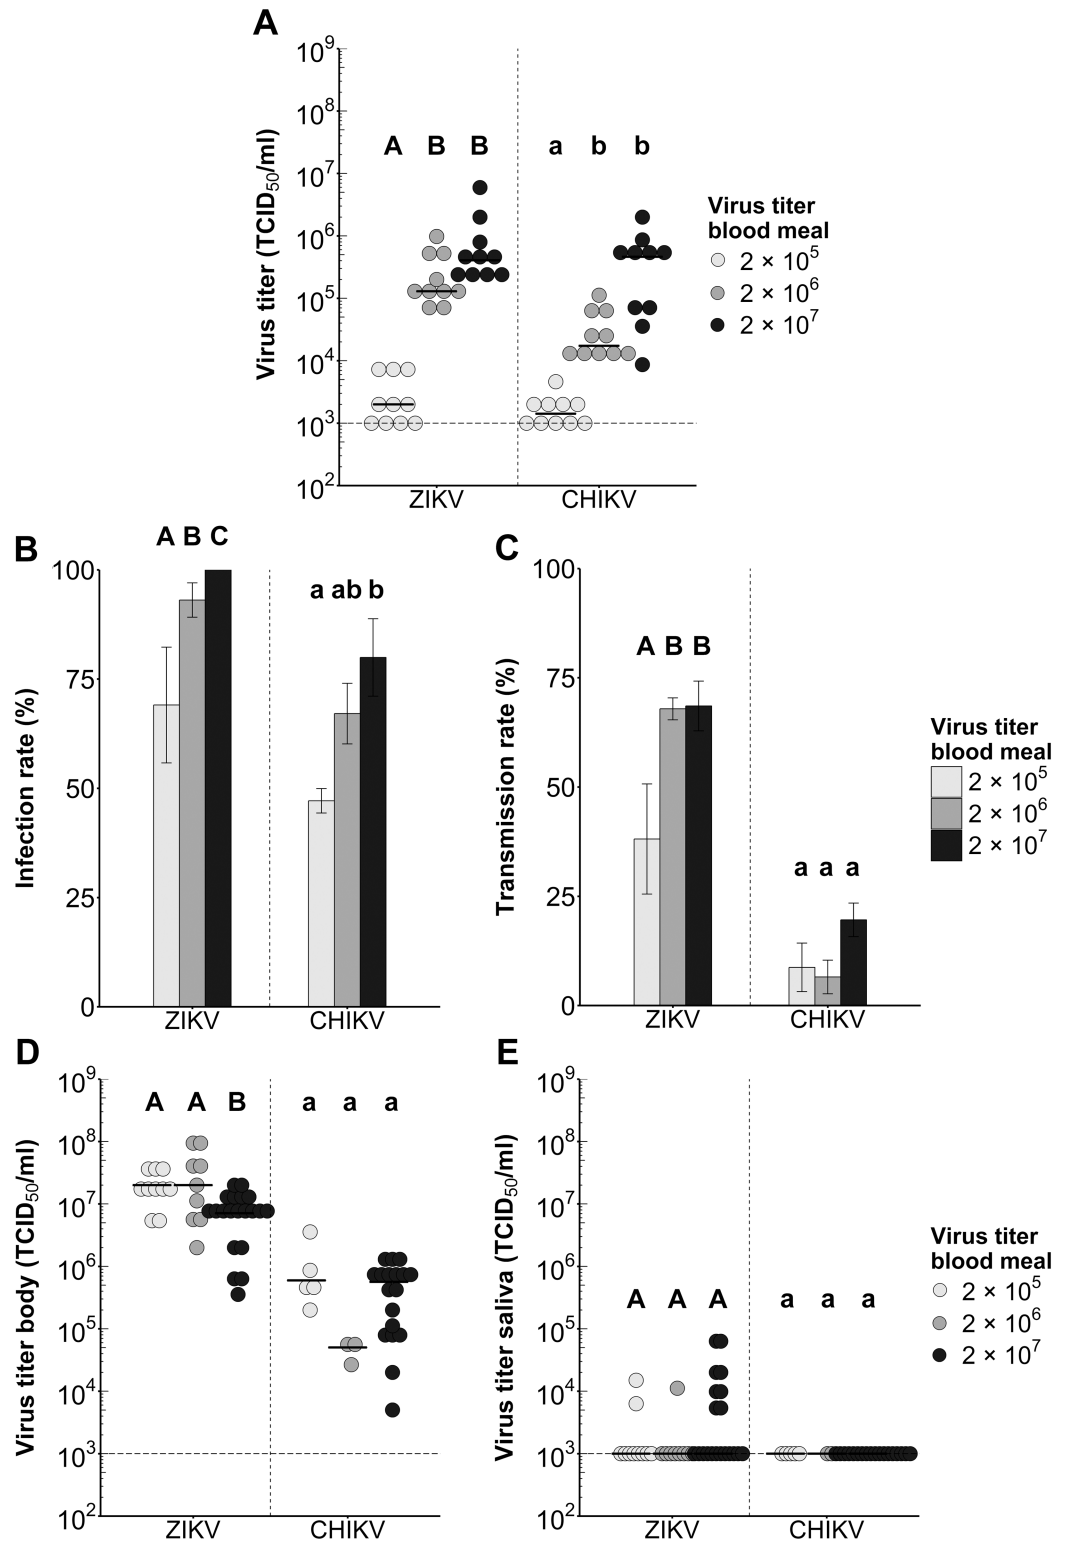 A
10⁹
10⁸
10⁷
10⁶
10⁵
10⁴
10³
10²
Virus titer (TCID₅₀/ml)
A B B a b b
ZIKV CHIKV
Virus titer
blood meal
2 × 10⁵
2 × 10⁶
2 × 10⁷
B
100
75
50
25
0
Infection rate (%)
A B C
a ab b
ZIKV CHIKV
C
100
75
50
25
0
Transmission rate (%)
A B B
a a a
ZIKV CHIKV
Virus titer
blood meal
2 × 10⁵
2 × 10⁶
2 × 10⁷
D
10⁹
10⁸
10⁷
10⁶
10⁵
10⁴
10³
10²
Virus titer body (TCID₅₀/ml)
A A B a a a
ZIKV CHIKV
E
10⁹
10⁸
10⁷
10⁶
10⁵
10⁴
10³
10²
Virus titer saliva (TCID₅₀/ml)
A A A a a a
ZIKV CHIKV
Virus titer
blood meal
2 × 10⁵
2 × 10⁶
2 × 10⁷